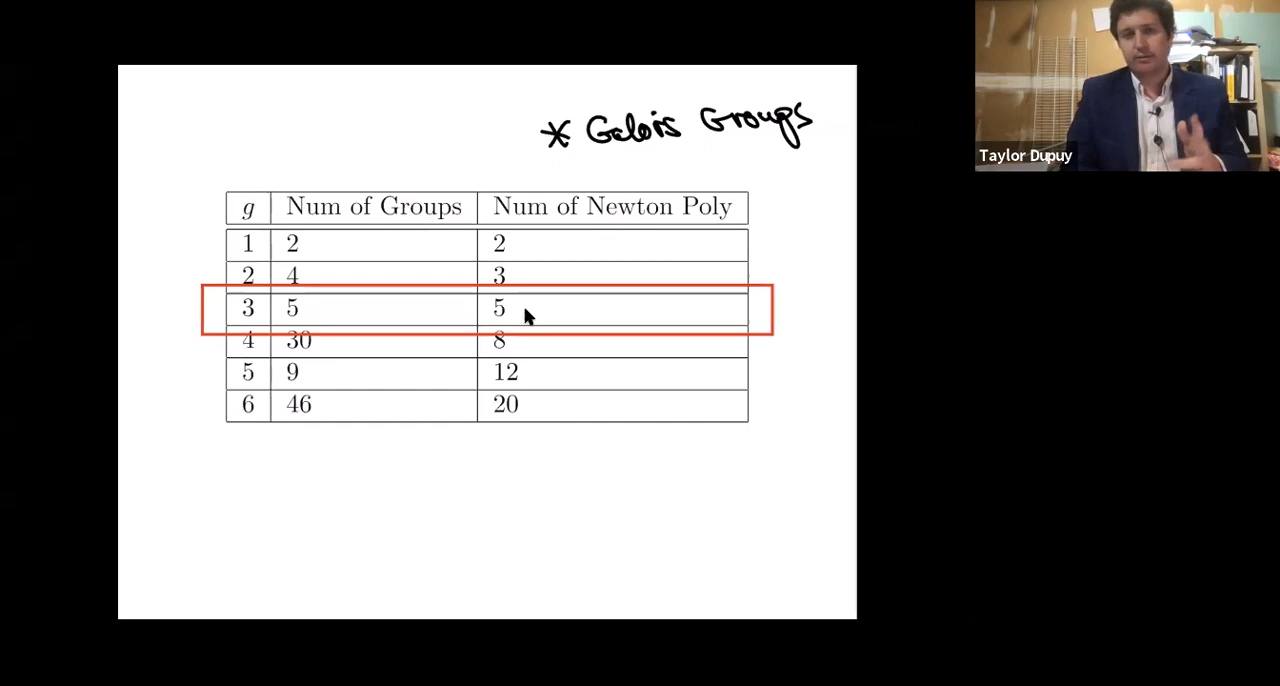 * Galois Groups
Taylor Dupuy
g Num of Groups Num of Newton Poly
1 2 2
2 4 3
3 5 5
4 30 8
5 9 12
6 46 20